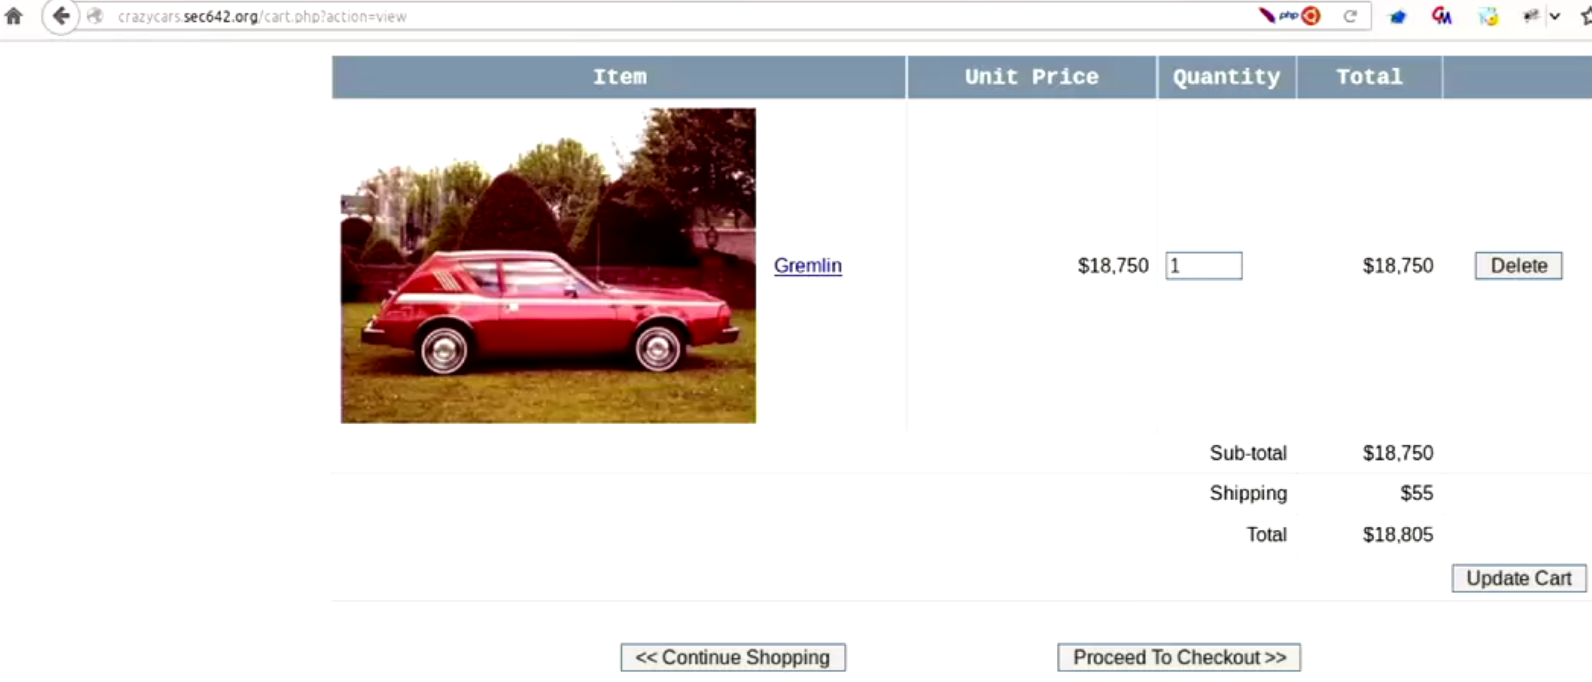 crazycars.sec642.org/cart.php?action=view
php
Item Unit Price Quantity Total
Gremlin $18,750 1 $18,750 Delete
Sub-total $18,750
Shipping $55
Total $18,805
Update Cart
<< Continue Shopping Proceed To Checkout >>